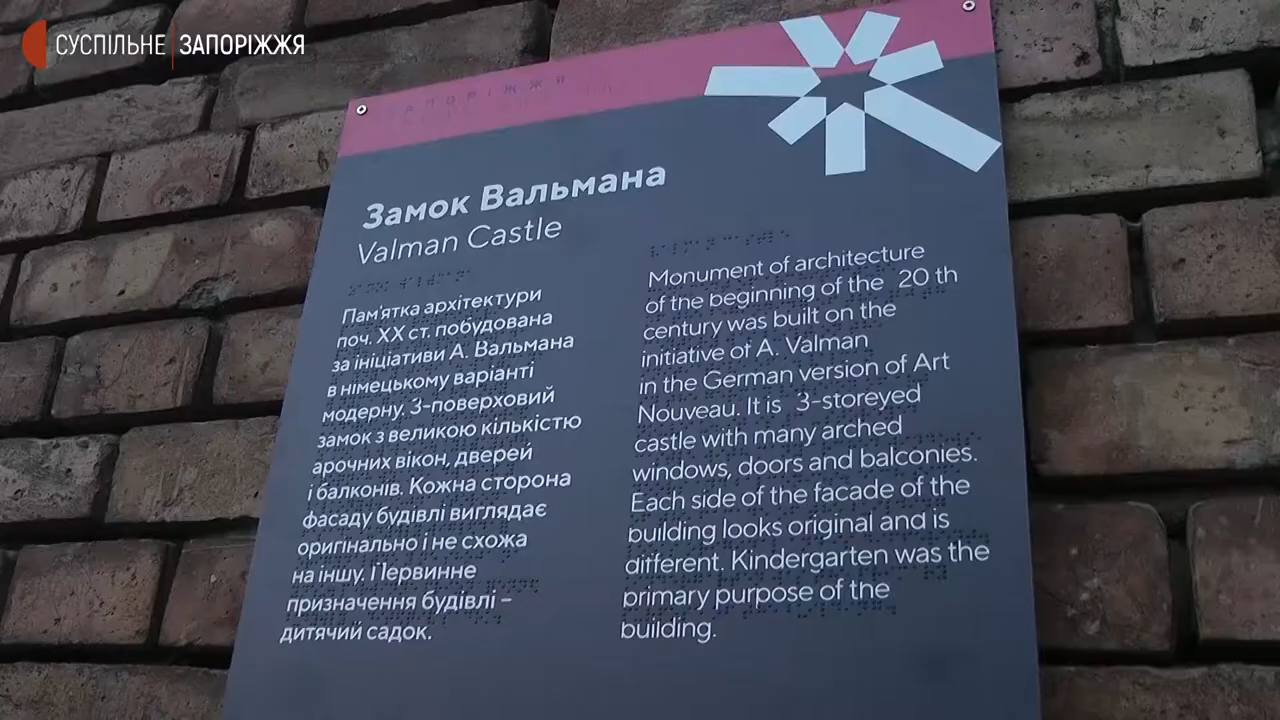 СУСПІЛЬНЕ ЗАПОРІЖЖЯ
ЗАПОРІЖЖЯ
Замок Вальмана
Valman Castle
Пам'ятка архітектури
поч. ХХ ст. побудована
за ініціативи А. Вальмана
в німецькому варіанті
модерну. 3-поверховий
замок з великою кількістю
арочних вікон, дверей
і балконів. Кожна сторона
фасаду будівлі виглядає
оригінально і не схожа
на іншу. Первинне
призначення будівлі –
дитячий садок.
Monument of architecture
of the beginning of the 20 th
century was built on the
initiative of A. Valman
in the German version of Art
Nouveau. It is 3-storeyed
castle with many arched
windows, doors and balconies.
Each side of the facade of the
building looks original and is
different. Kindergarten was the
primary purpose of the
building.